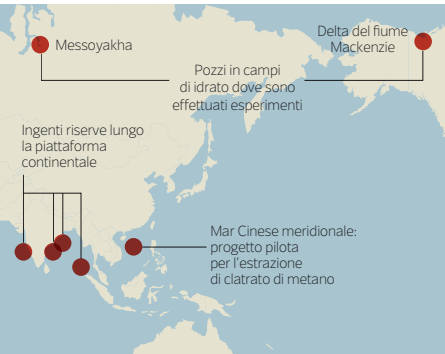 Messoyakha
Delta del fiume
Mackenzie
Pozzi in campi
di idrato dove sono
effettuati esperimenti
Ingenti riserve lungo
la piattaforma
continentale
Mar Cinese meridionale:
progetto pilota
per l'estrazione
di clatrato di metano